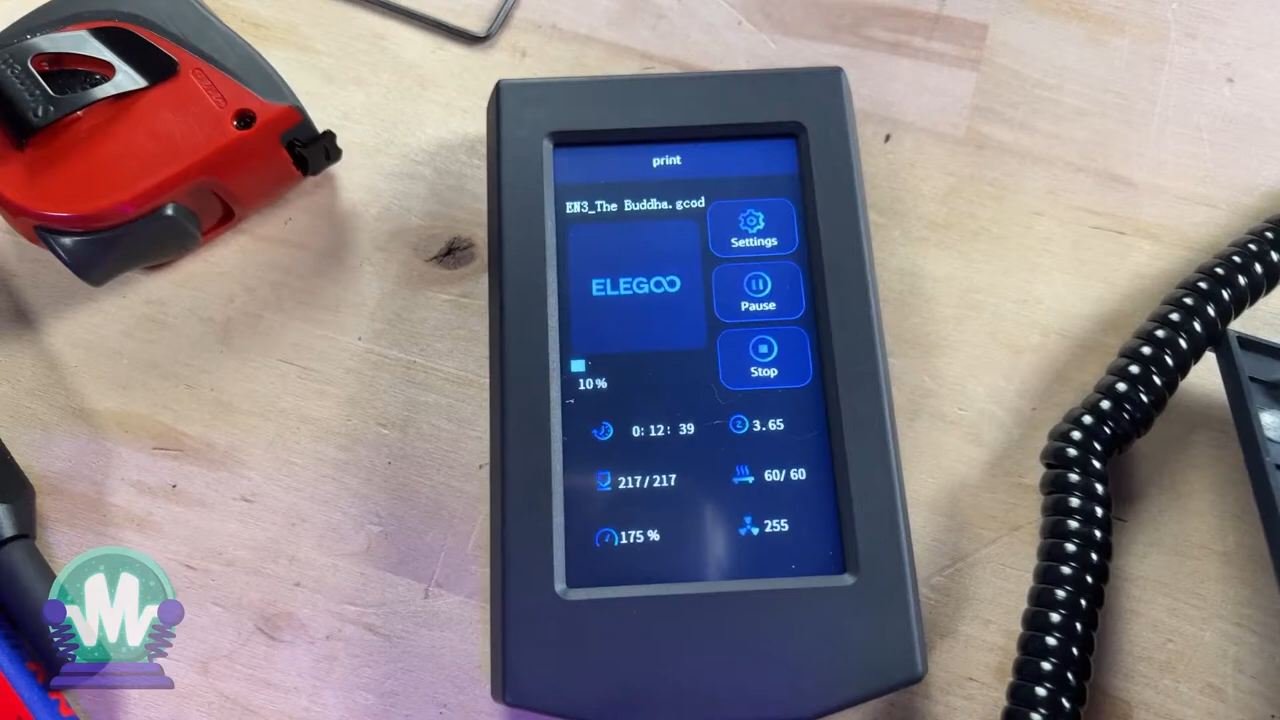 print
EN3_The Buddha.gcod
Settings
ELEGOO
Pause
Stop
10%
0: 12: 39
Z 3.65
217/217
60/ 60
175 %
255
M